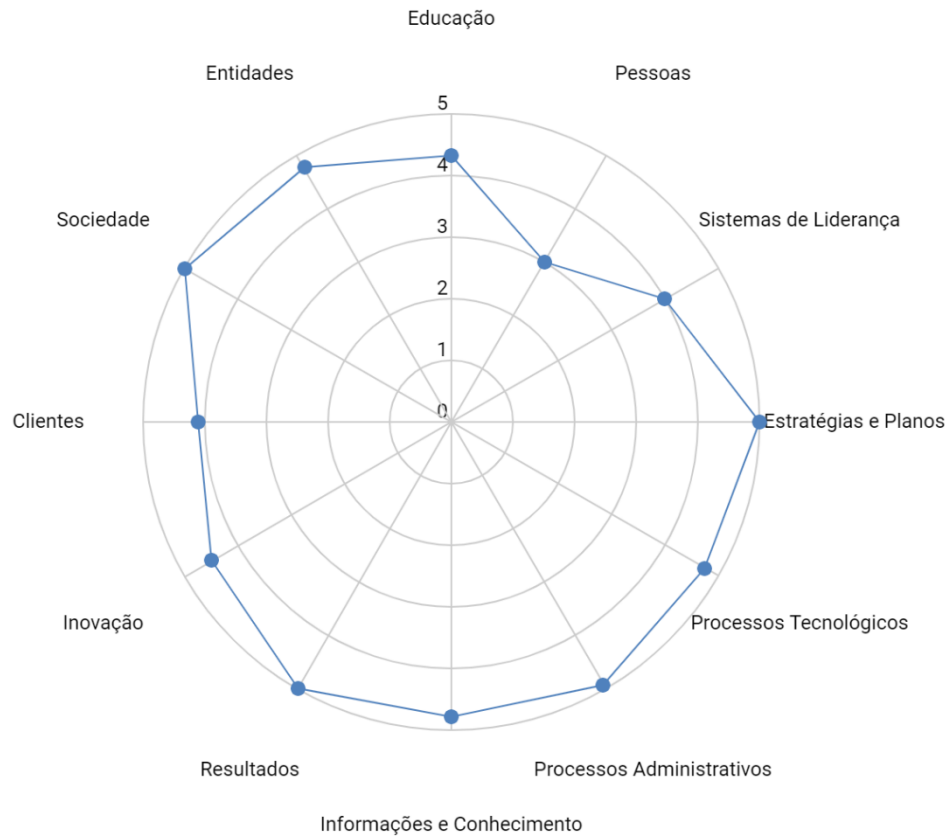 Educação
Entidades
Pessoas
5
4
Sociedade
Sistemas de Liderança
3
2
1
0
Clientes
Estratégias e Planos
Inovação
Processos Tecnológicos
Resultados
Processos Administrativos
Informações e Conhecimento